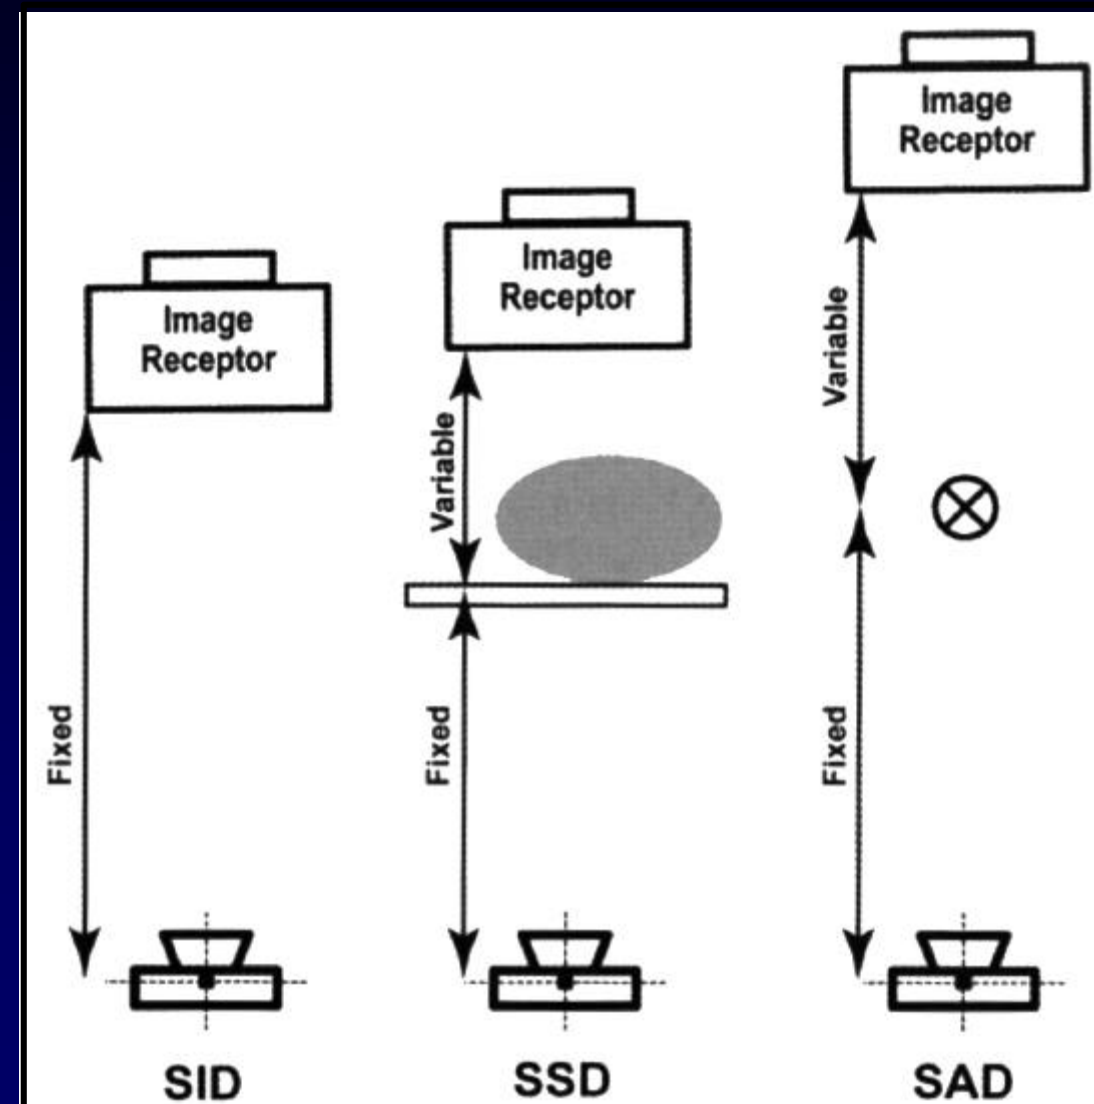 Image
Receptor
Fixed
SID
Image
Receptor
Variable
Fixed
SSD
Image
Receptor
Variable
Fixed
SAD